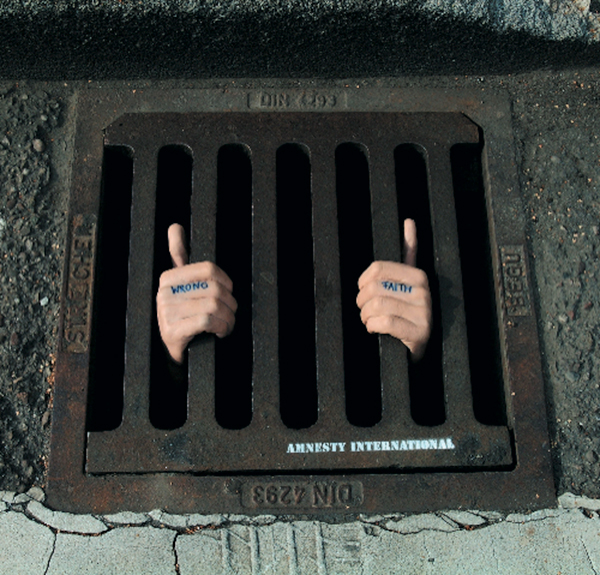 DIN 4293
WRONG
FAITH
AMNESTY INTERNATIONAL
DIN 4293